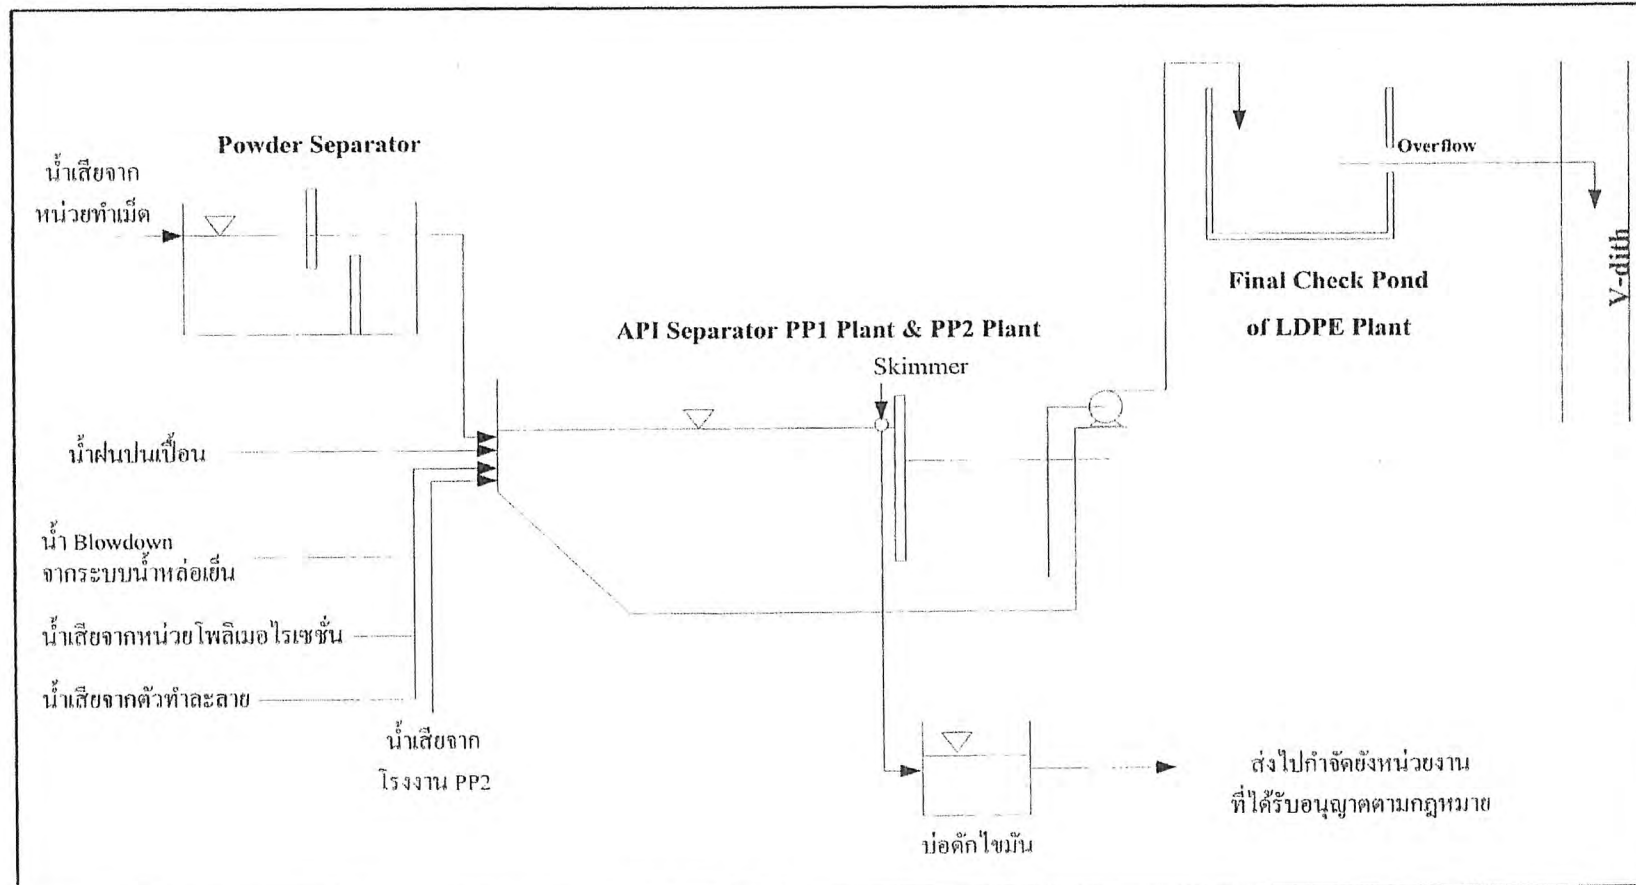 Powder Separator
น้ำเสียจาก
หน่วยทำเม็ด
Overflow
V-dith
Final Check Pond
of LDPE Plant
API Separator PP1 Plant & PP2 Plant
Skimmer
น้ำฝนปนเปื้อน
น้ำ Blowdown
จากระบบน้ำหล่อเย็น
น้ำเสียจากหน่วยโพลิเมอไรเซชั่น
น้ำเสียจากตัวทำละลาย
น้ำเสียจาก
โรงงาน PP2
ส่งไปกำจัดยังหน่วยงาน
ที่ได้รับอนุญาตตามกฎหมาย
บ่อดักไขมัน